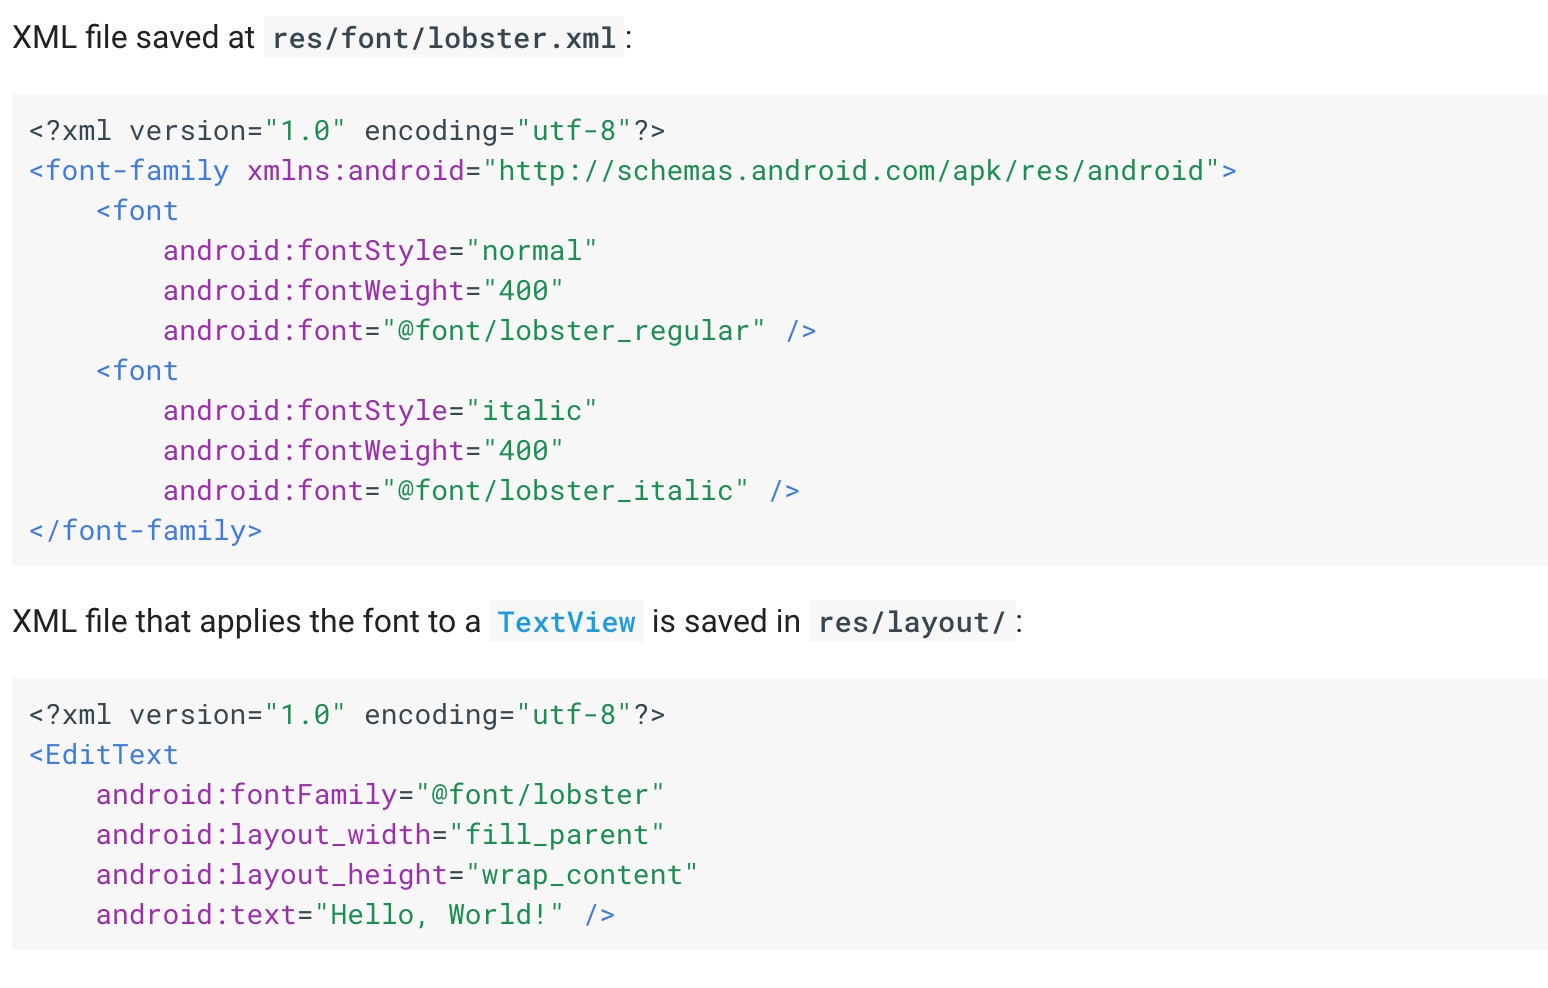 XML file saved at res/font/lobster.xml:
<?xml version="1.0" encoding="utf-8"?>
<font-family xmlns:android="http://schemas.android.com/apk/res/android">
    <font
        android:fontStyle="normal"
        android:fontWeight="400"
        android:font="@font/lobster_regular" />
    <font
        android:fontStyle="italic"
        android:fontWeight="400"
        android:font="@font/lobster_italic" />
</font-family>
XML file that applies the font to a TextView is saved in res/layout/:
<?xml version="1.0" encoding="utf-8"?>
<EditText
    android:fontFamily="@font/lobster"
    android:layout_width="fill_parent"
    android:layout_height="wrap_content"
    android:text="Hello, World!" />